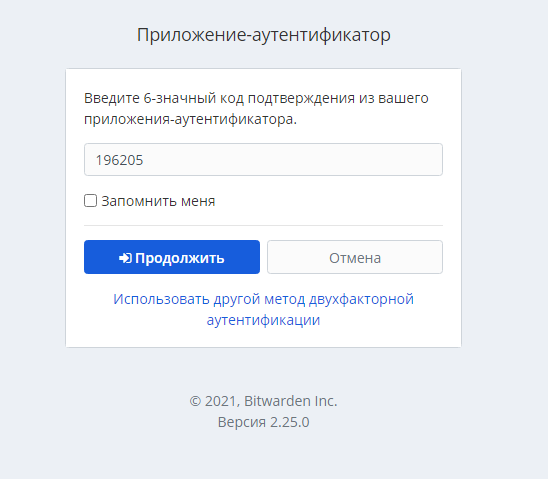 Приложение-аутентификатор
Введите 6-значный код подтверждения из вашего
приложения-аутентификатора.
196205
Запомнить меня
Продолжить
Отмена
Использовать другой метод двухфакторной
аутентификации
© 2021, Bitwarden Inc.
Версия 2.25.0